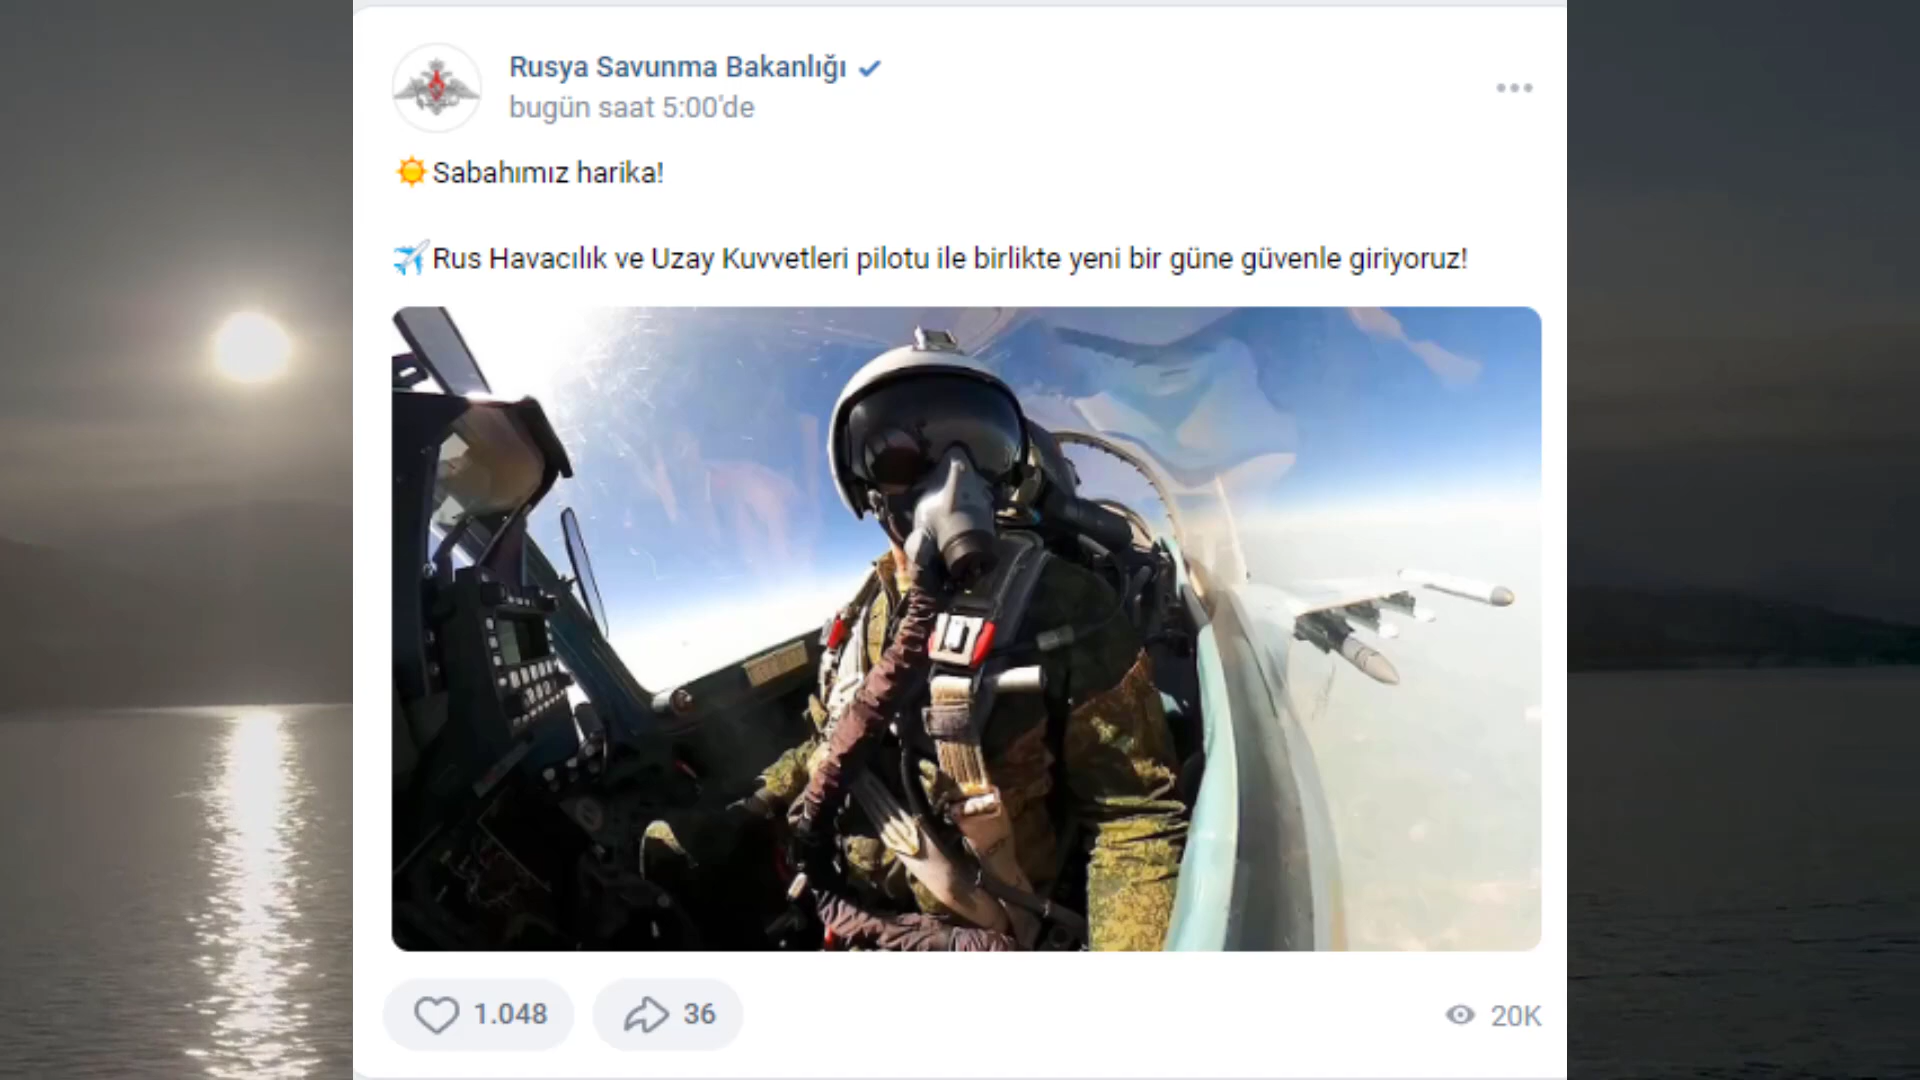 Rusya Savunma Bakanlığı
bugün saat 5:00'de
Sabahımız harika!
Rus Havacılık ve Uzay Kuvvetleri pilotu ile birlikte yeni bir güne güvenle giriyoruz!
1.048
36
20K